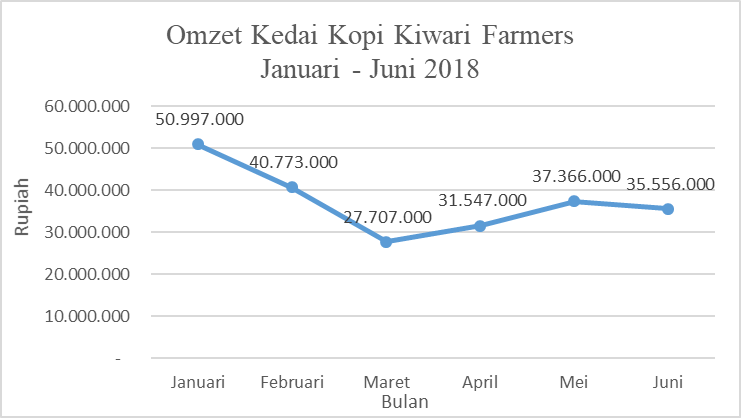 Omzet Kedai Kopi Kiwari Farmers
Januari - Juni 2018
60.000.000
50.000.000
40.000.000
30.000.000
20.000.000
10.000.000
-
Rupiah
50.997.000
40.773.000
27.707.000
31.547.000
37.366.000
35.556.000
Januari Februari Maret April Mei Juni
Bulan